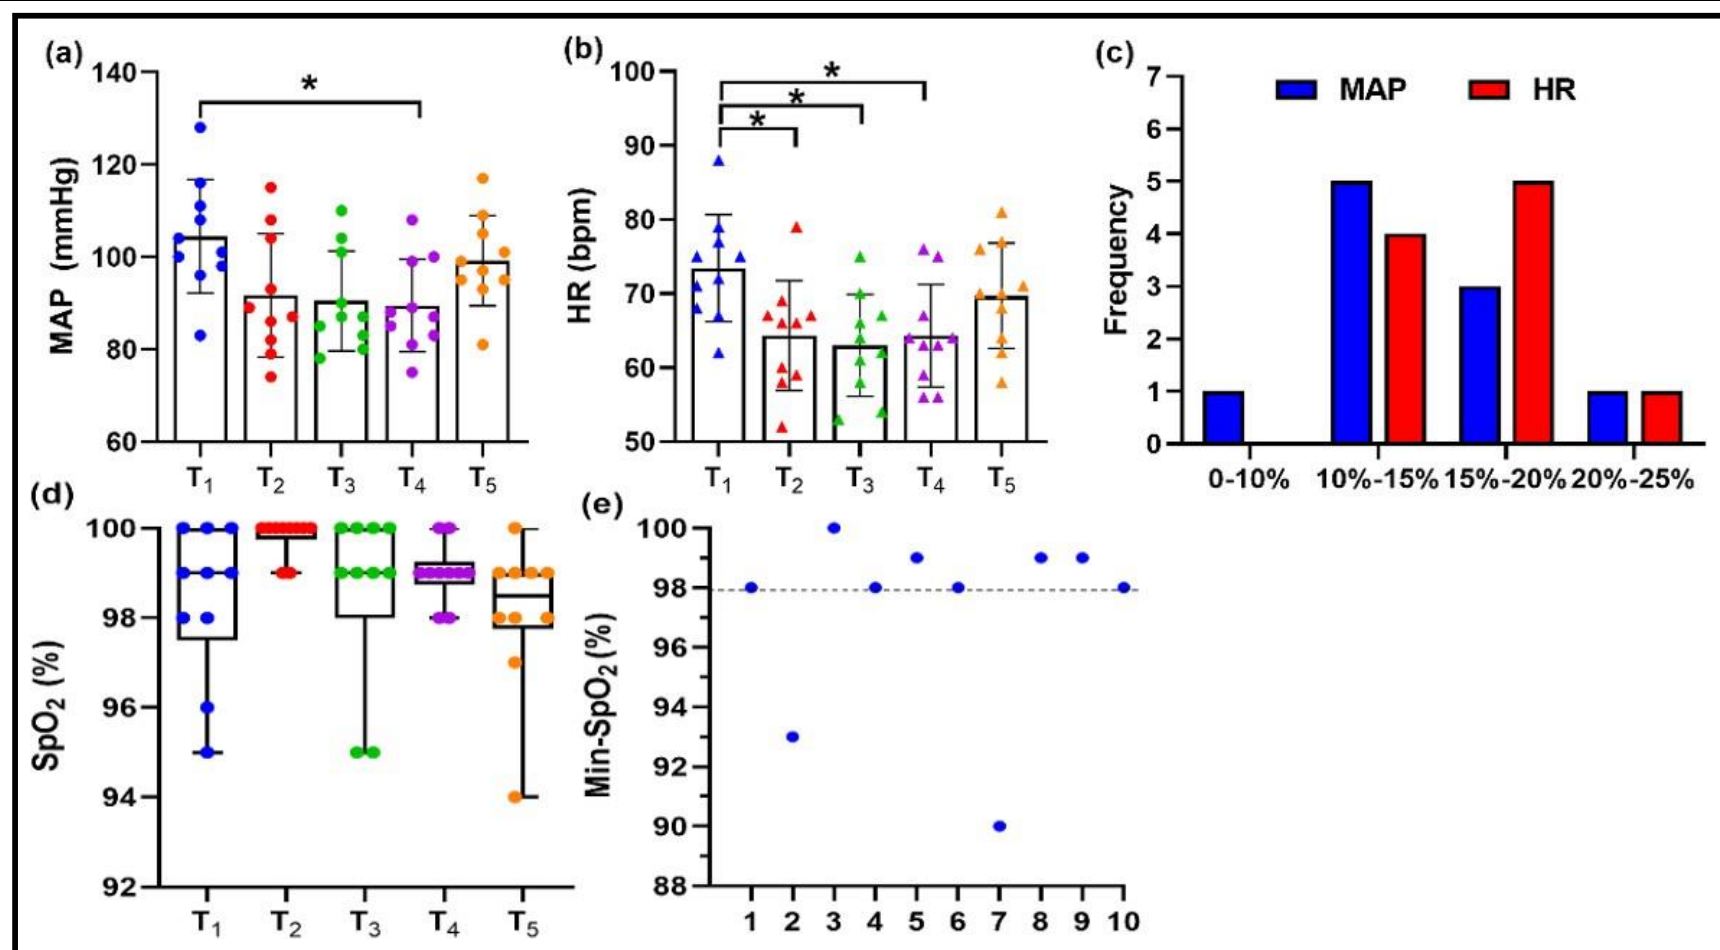 (a)
MAP (mmHg)
140
120
100
80
60
*
T1
T2
T3
T4
T5
(b)
HR (bpm)
100
90
80
70
60
50
*
*
*
T1
T2
T3
T4
T5
(c)
Frequency
7
6
5
4
3
2
1
0
MAP
HR
0-10%
10%-15%
15%-20%
20%-25%
(d)
SpO2 (%)
100
98
96
94
92
T1
T2
T3
T4
T5
(e)
Min-SpO2 (%)
100
98
96
94
92
90
88
1 2 3 4 5 6 7 8 9 10